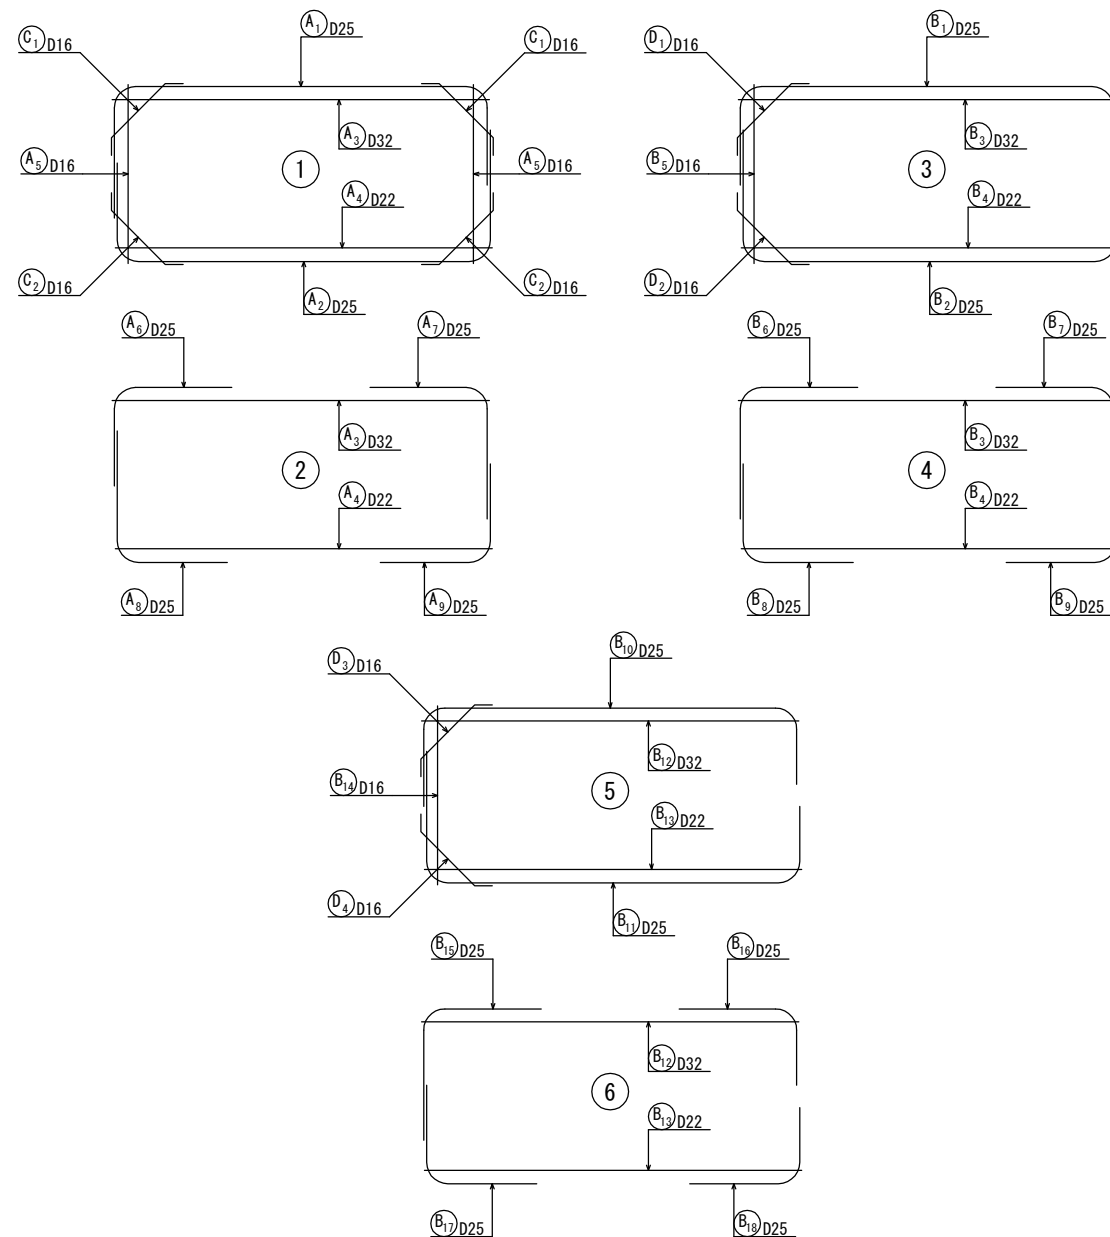 A1 D25
C1 D16
C1 D16
A3 D32
A5 D16
1
A5 D16
A4 D22
C2 D16
A2 D25
C2 D16
B1 D25
D1 D16
B3 D32
B5 D16
3
B4 D22
D2 D16
B2 D25
A6 D25
A7 D25
A3 D32
2
A4 D22
A8 D25
A9 D25
B6 D25
B7 D25
B3 D32
4
B4 D22
B8 D25
B9 D25
B10 D25
D3 D16
B12 D32
B14 D16
5
B13 D22
D4 D16
B11 D25
B15 D25
B16 D25
B12 D32
6
B13 D22
B17 D25
B18 D25